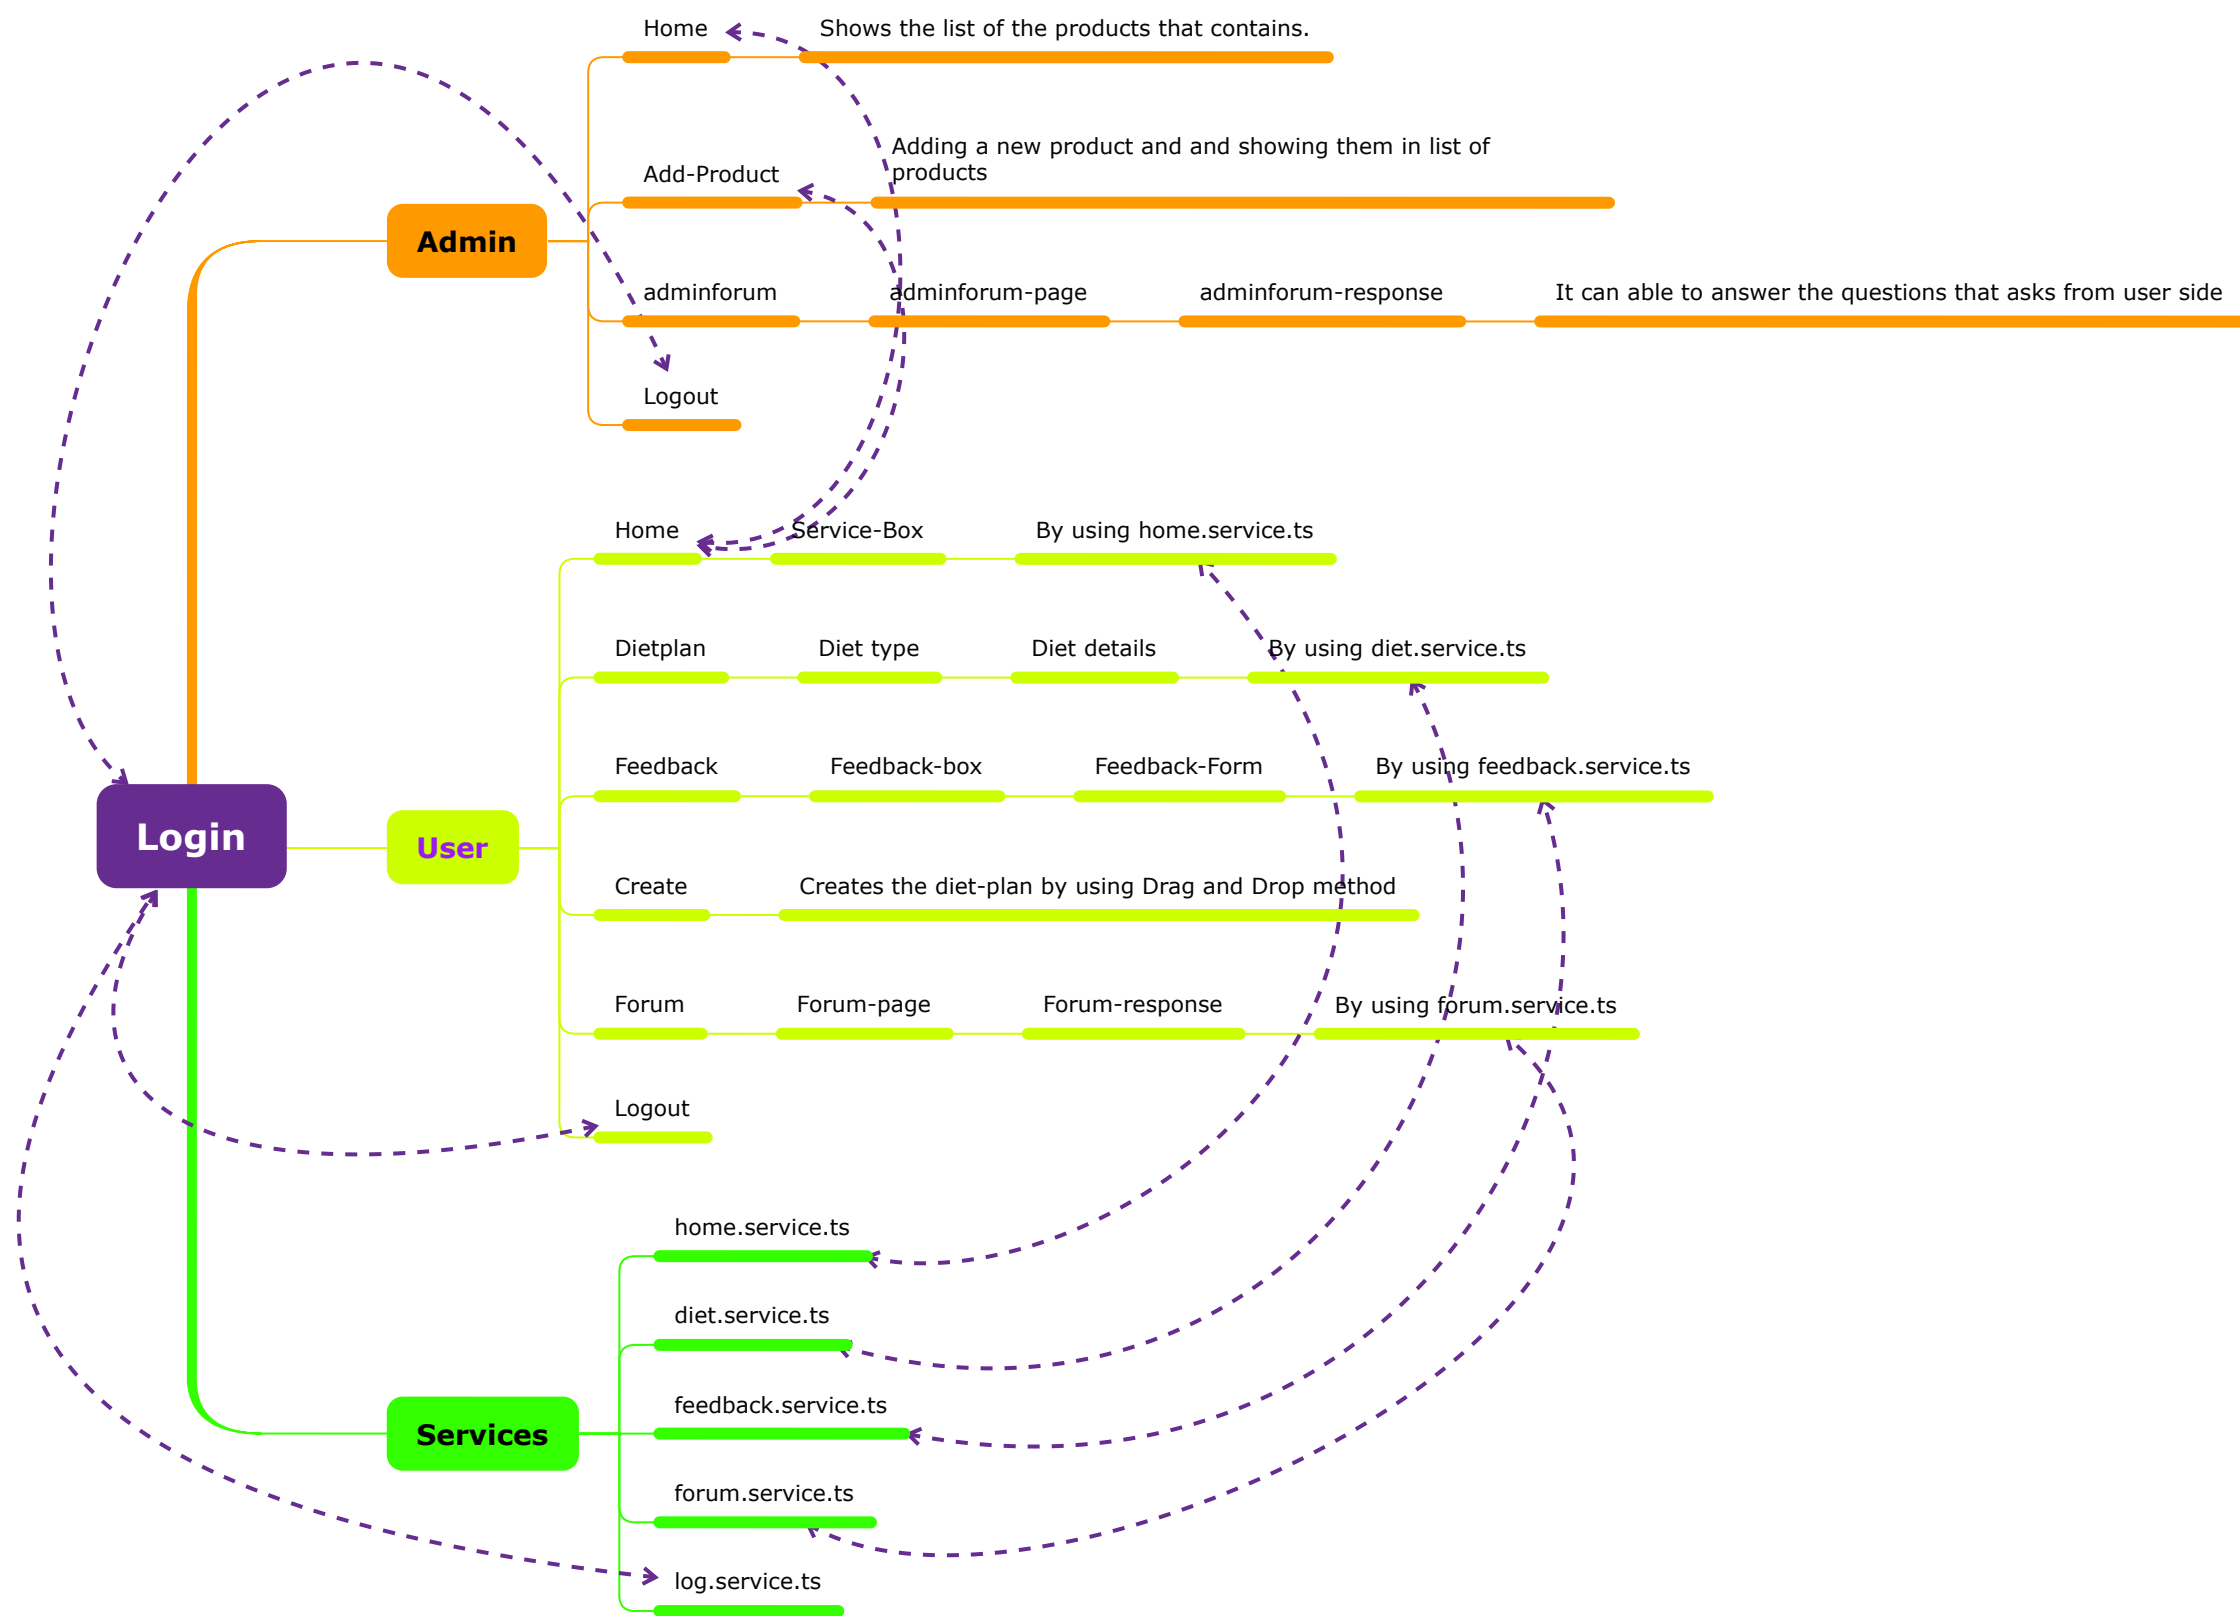 Home
Shows the list of the products that contains.
Adding a new product and and showing them in list of
products
Add-Product
Admin
adminforum
adminforum-page
adminforum-response
It can able to answer the questions that asks from user side
Logout
Home
Service-Box
By using home.service.ts
Dietplan
Diet type
Diet details
By using diet.service.ts
Feedback
Feedback-box
Feedback-Form
By using feedback.service.ts
Login
User
Create
Creates the diet-plan by using Drag and Drop method
Forum
Forum-page
Forum-response
By using forum.service.ts
Logout
home.service.ts
diet.service.ts
feedback.service.ts
Services
forum.service.ts
log.service.ts